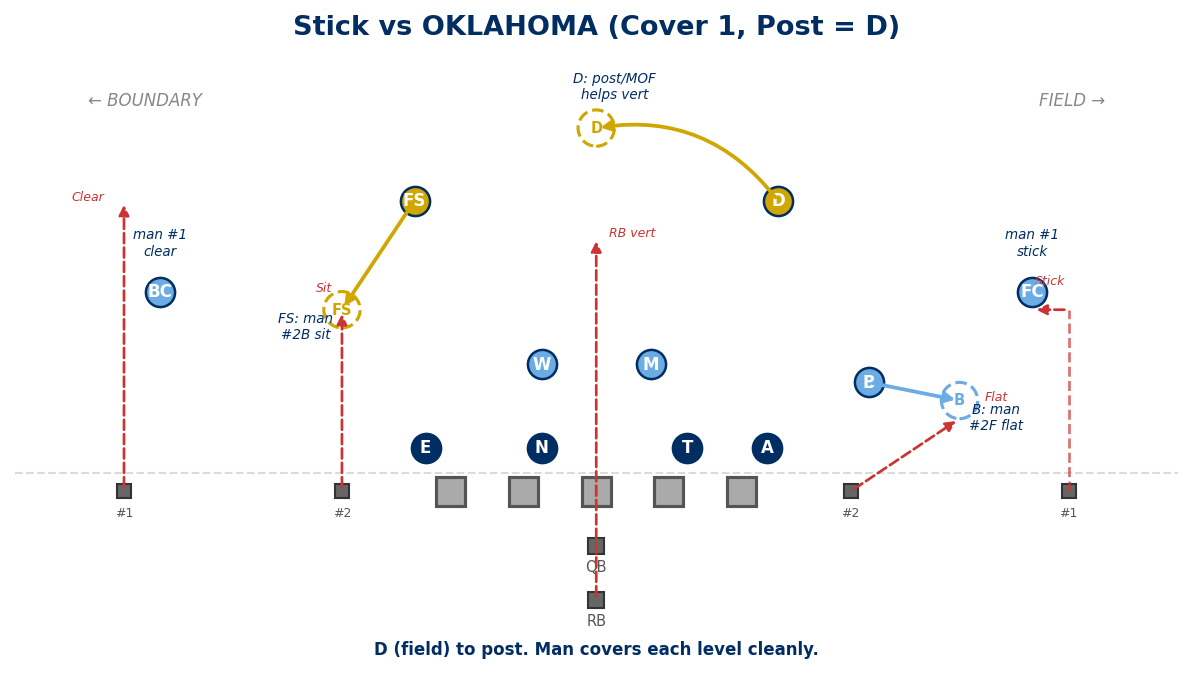 Stick vs OKLAHOMA (Cover 1, Post = D)
D: post/MOF
helps vert
← BOUNDARY
FIELD →
D
Clear
FS
D
man #1
clear
RB vert
man #1
stick
BC
Sit
FS
FC
Stick
FS: man
#2B sit
W
M
B
B
Flat
B: man
#2F flat
E
N
T
A
#1
#2
#2
#1
QB
RB
D (field) to post. Man covers each level cleanly.